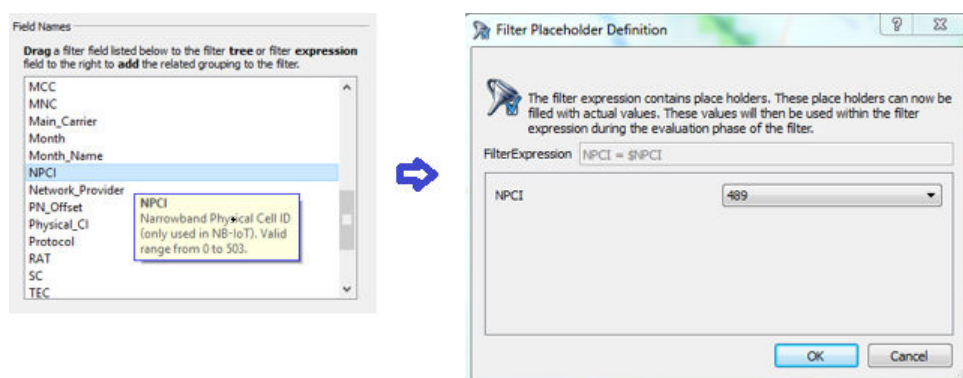 Field Names
Drag a filter field listed below to the filter tree or filter expression
field to the right to add the related grouping to the filter.
MCC
MNC
Main_Carrier
Month
Month_Name
NPCI
Network_Provider
PN_Offset
Physical_CI
Protocol
RAT
SC
TEC
NPCI
Narrowband Physical Cell ID
(only used in NB-IoT). Valid
range from 0 to 503.
Filter Placeholder Definition
The filter expression contains place holders. These place holders can now be
filled with actual values. These values will then be used within the filter
expression during the evaluation phase of the filter.
FilterExpression NPCI = $NPCI
NPCI 489
OK Cancel